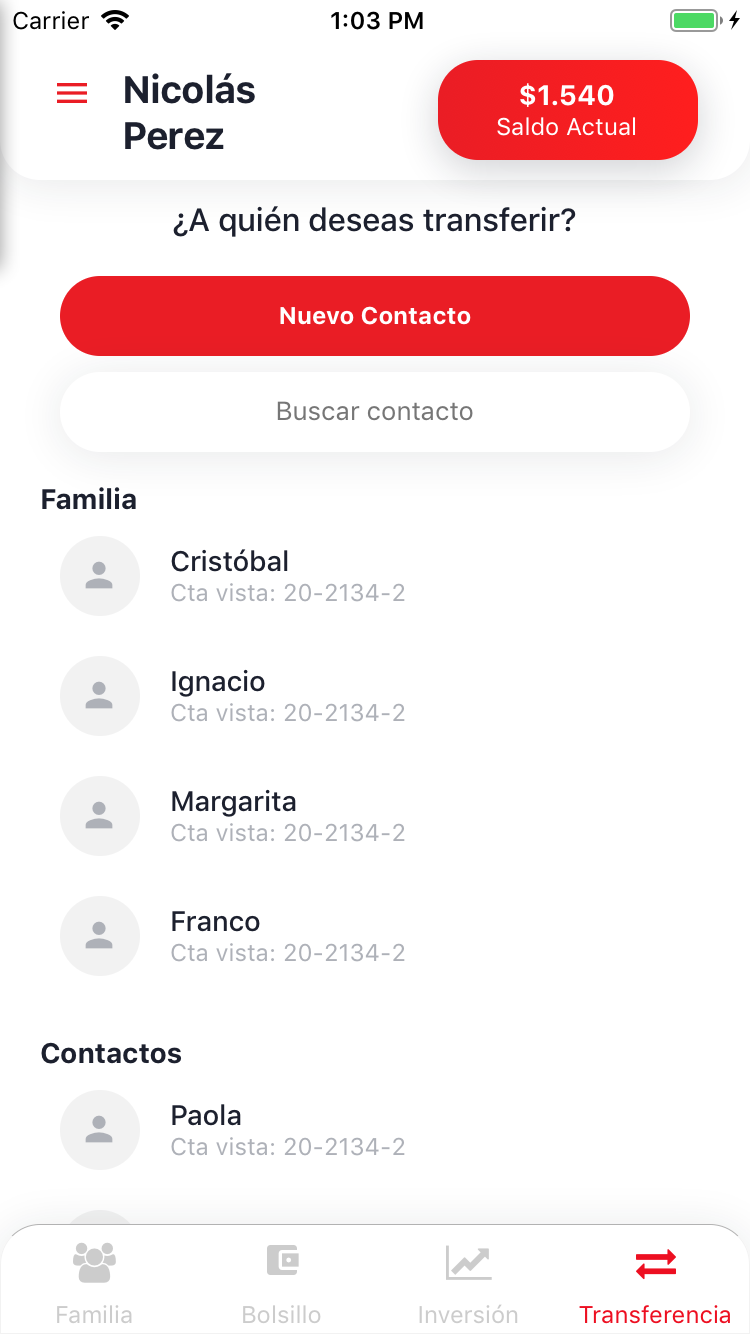 Carrier 1:03 PM
Nicolás
Perez
$1.540
Saldo Actual
¿A quién deseas transferir?
Nuevo Contacto
Buscar contacto
Familia
Cristóbal
Cta vista: 20-2134-2
Ignacio
Cta vista: 20-2134-2
Margarita
Cta vista: 20-2134-2
Franco
Cta vista: 20-2134-2
Contactos
Paola
Cta vista: 20-2134-2
Familia Bolsillo Inversión Transferencia